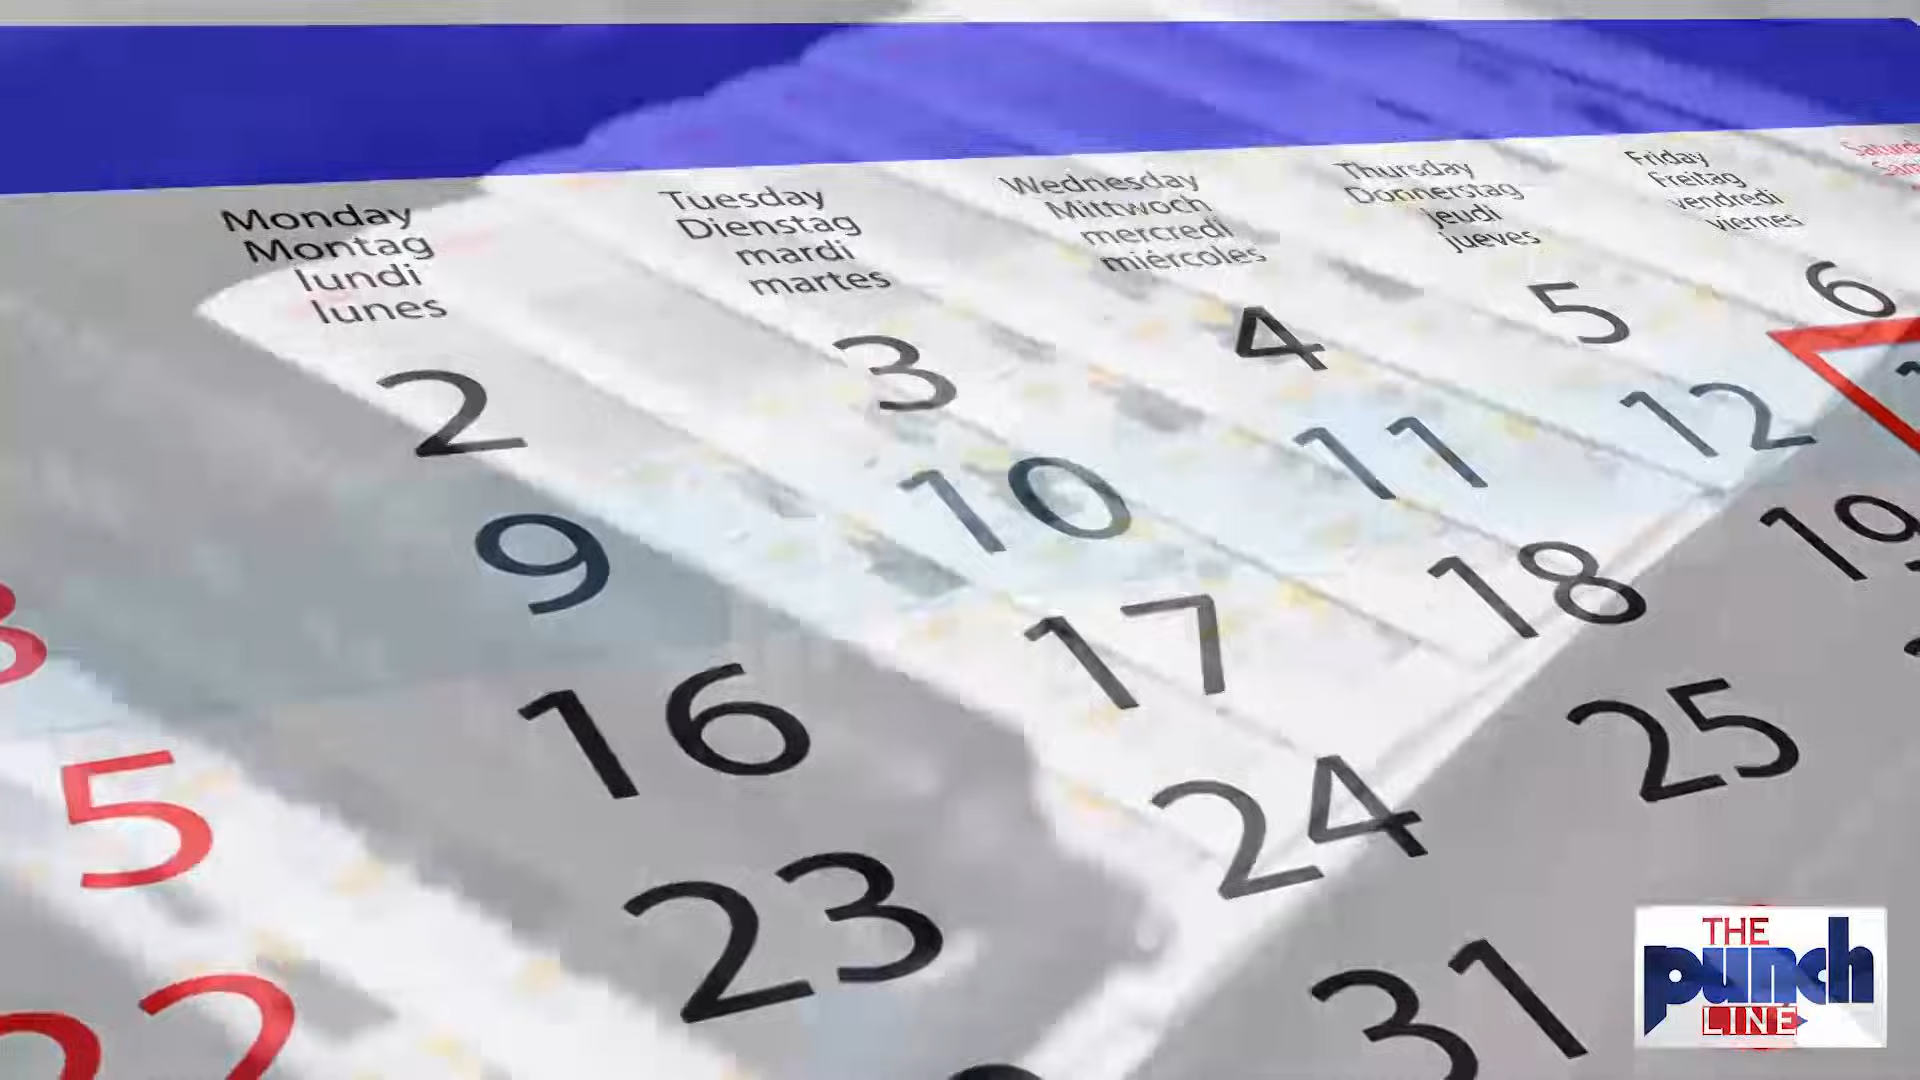 Monday Tuesday Wednesday Thursday Friday
Montag Dienstag Mittwoch Donnerstag Freitag
lundi mardi mercredi jeudi vendredi
lunes martes miércoles jueves viernes
2 3 4 5 6
9 10 11 12
5 16 17 18 19
22 23 24 25
31
THE
punch
LINE